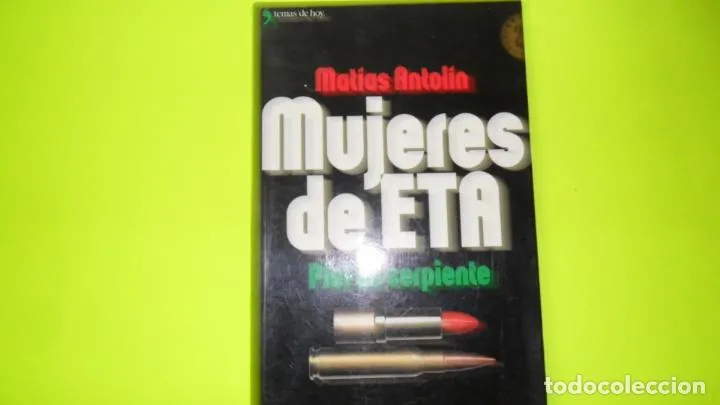 temas de hoy.
Matías Antolín
Mujeres
de ETA
serpiente
todocoleccion